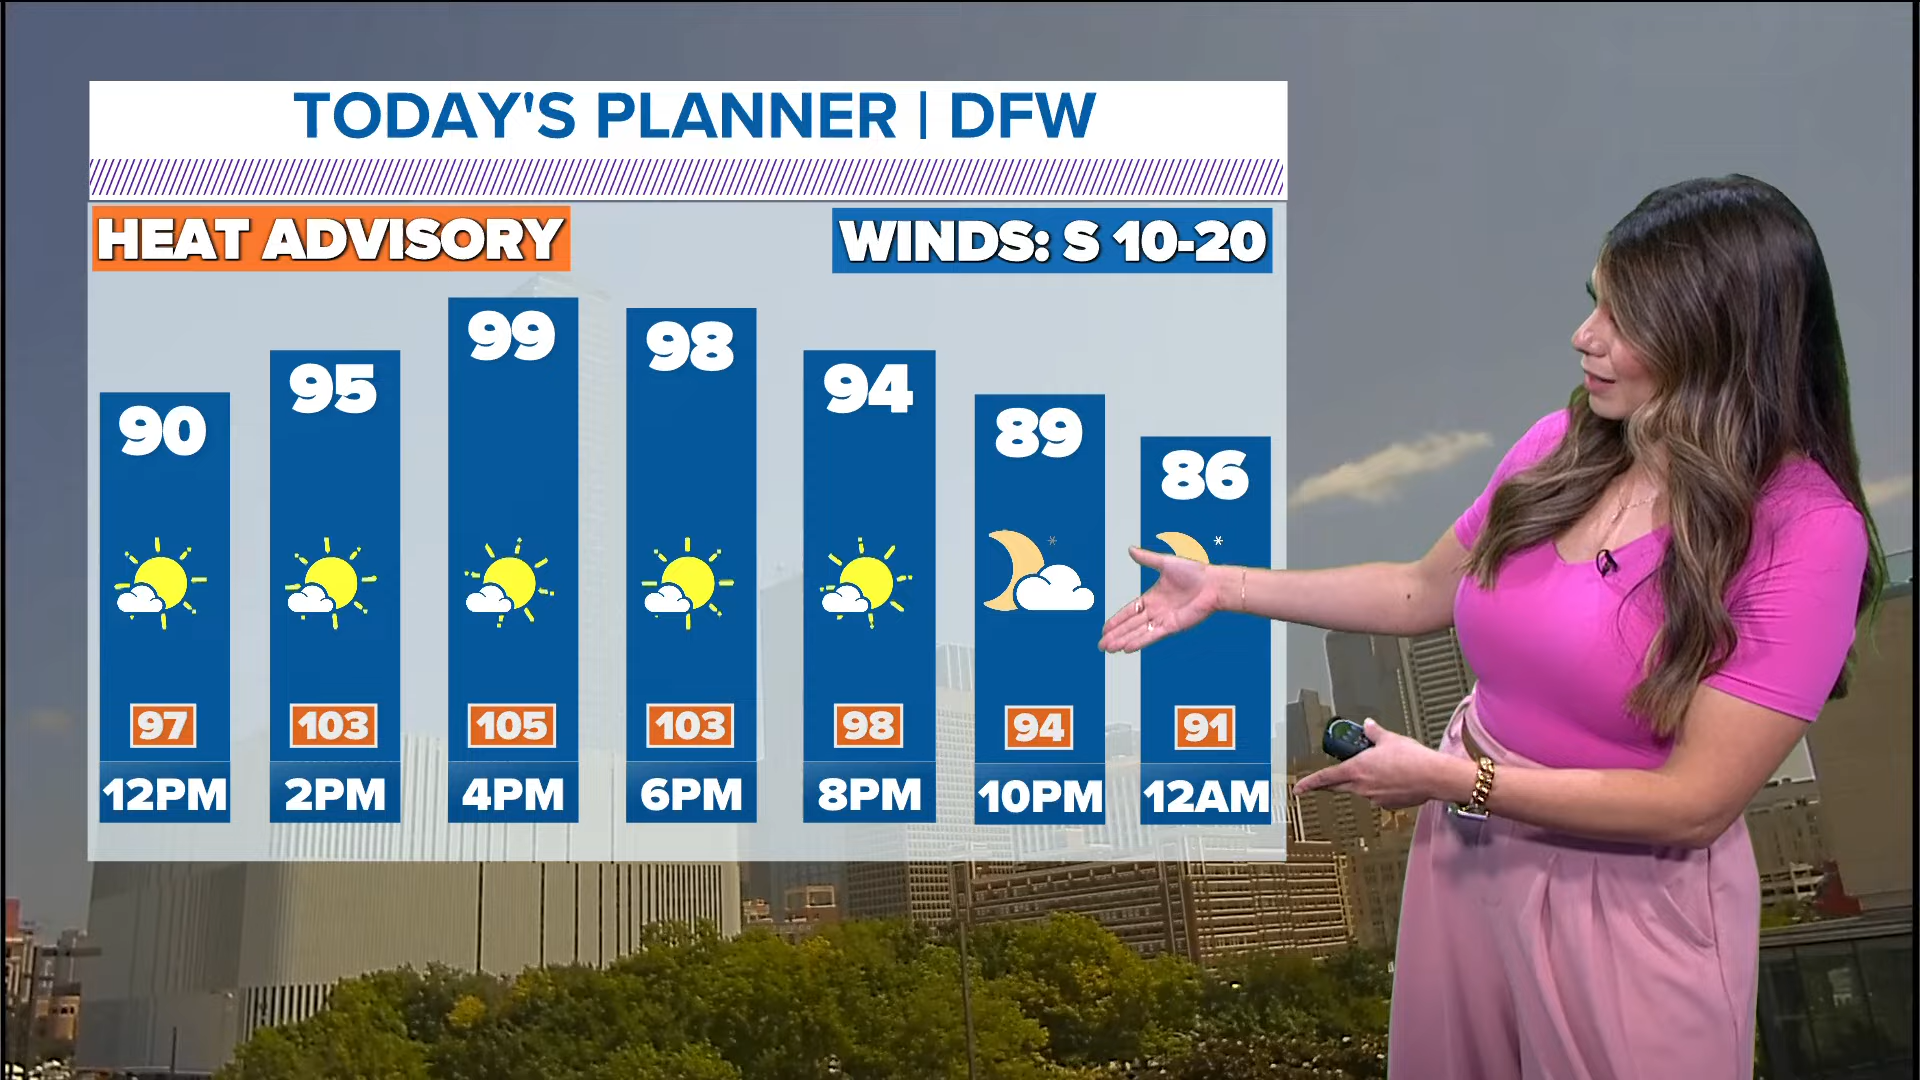 TODAY'S PLANNER | DFW
HEAT ADVISORY
WINDS: S 10-20
90 95 99 98 94 89 86
97 103 105 103 98 94 91
12PM 2PM 4PM 6PM 8PM 10PM 12AM